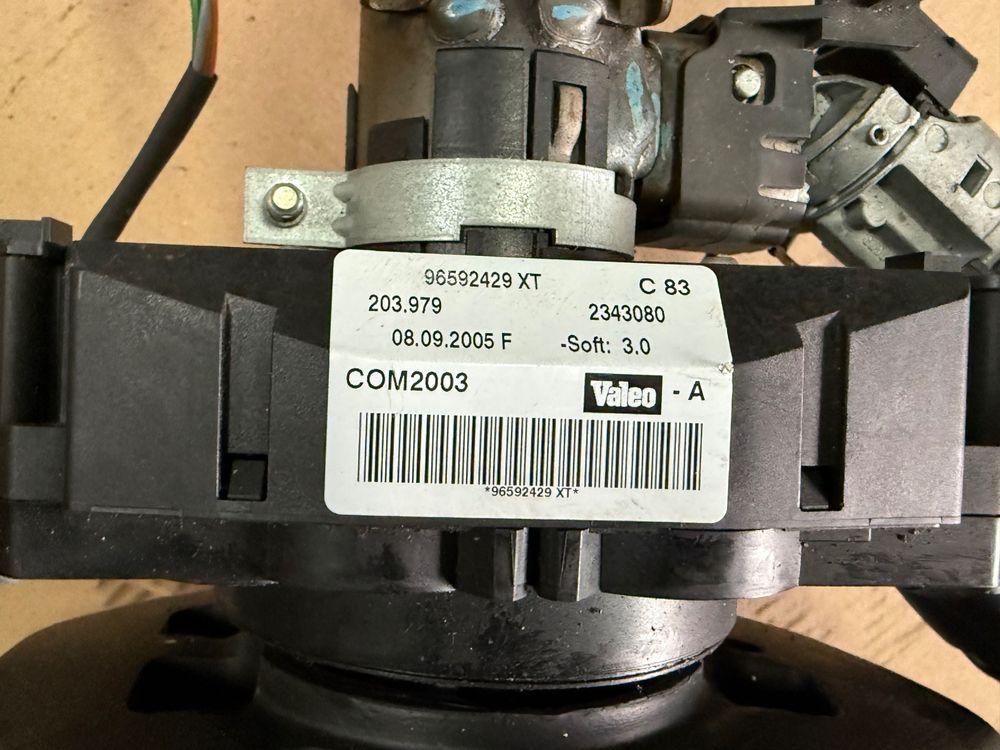 96592429 XT C 83
203.979 2343080
08.09.2005 F -Soft: 3.0
COM2003 Valeo - A
*96592429 XT*